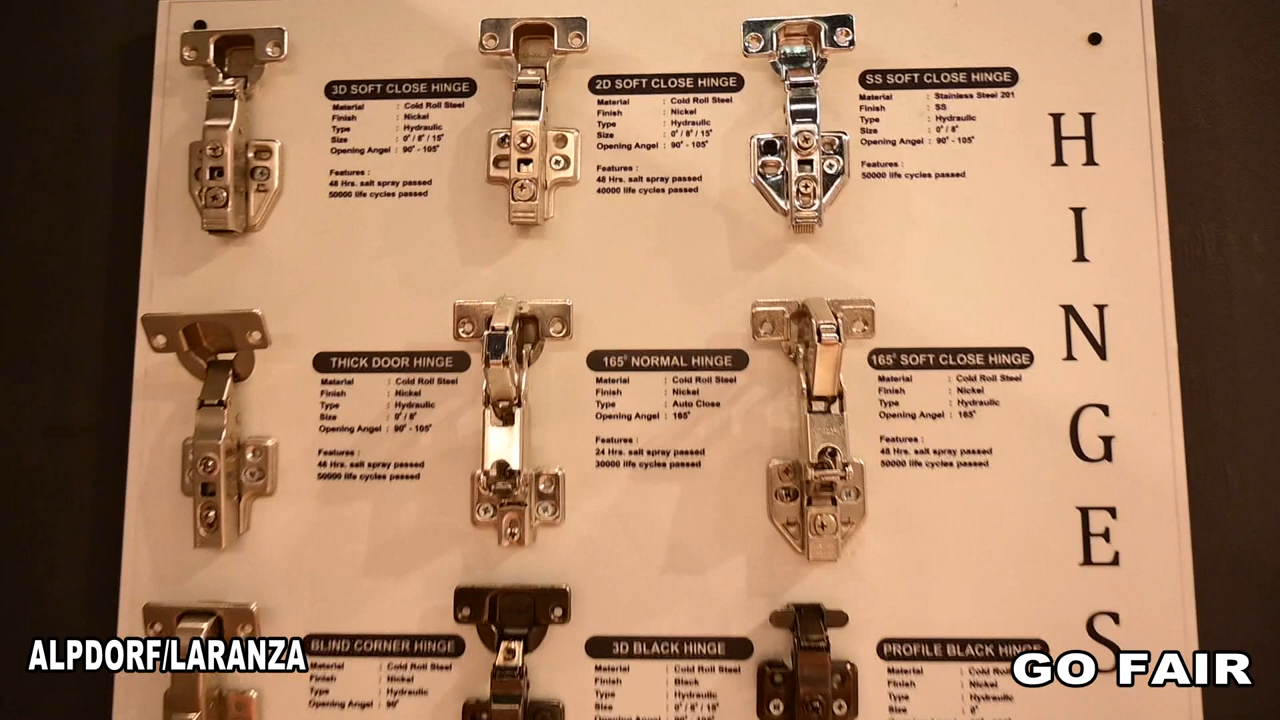 3D SOFT CLOSE HINGE
Material : Cold Roll Steel
Finish : Nickel
Type : Hydraulic
Size : 0° / 8° / 15°
Opening Angel : 90° - 105°
Features :
48 Hrs. salt spray passed
50000 life cycles passed
2D SOFT CLOSE HINGE
Material : Cold Roll Steel
Finish : Nickel
Type : Hydraulic
Size : 0° / 8° / 15°
Opening Angel : 90° - 105°
Features :
48 Hrs. salt spray passed
40000 life cycles passed
SS SOFT CLOSE HINGE
Material : Stainless Steel 201
Finish : SS
Type : Hydraulic
Size : 0° / 8°
Opening Angel : 90° - 105°
Features :
50000 life cycles passed
HINGES
THICK DOOR HINGE
Material : Cold Roll Steel
Finish : Nickel
Type : Hydraulic
Size : 0° / 8°
Opening Angel : 90° - 105°
Features :
48 Hrs. salt spray passed
50000 life cycles passed
165° NORMAL HINGE
Material : Cold Roll Steel
Finish : Nickel
Type : Auto Close
Opening Angel : 165°
Features :
24 Hrs. salt spray passed
30000 life cycles passed
165° SOFT CLOSE HINGE
Material : Cold Roll Steel
Finish : Nickel
Type : Hydraulic
Opening Angel : 165°
Features :
48 Hrs. salt spray passed
50000 life cycles passed
BLIND CORNER HINGE
Material : Cold Roll Steel
Finish : Nickel
Type : Hydraulic
Opening Angel : 90°
3D BLACK HINGE
Material : Cold Roll Steel
Finish : Black
Type : Hydraulic
Size : 0° / 8° / 15°
PROFILE BLACK HINGE
Material : Cold
Finish : Nickel
Type : Hydraulic
Size : 0°
ALPDORF/LARANZA
GO FAIR